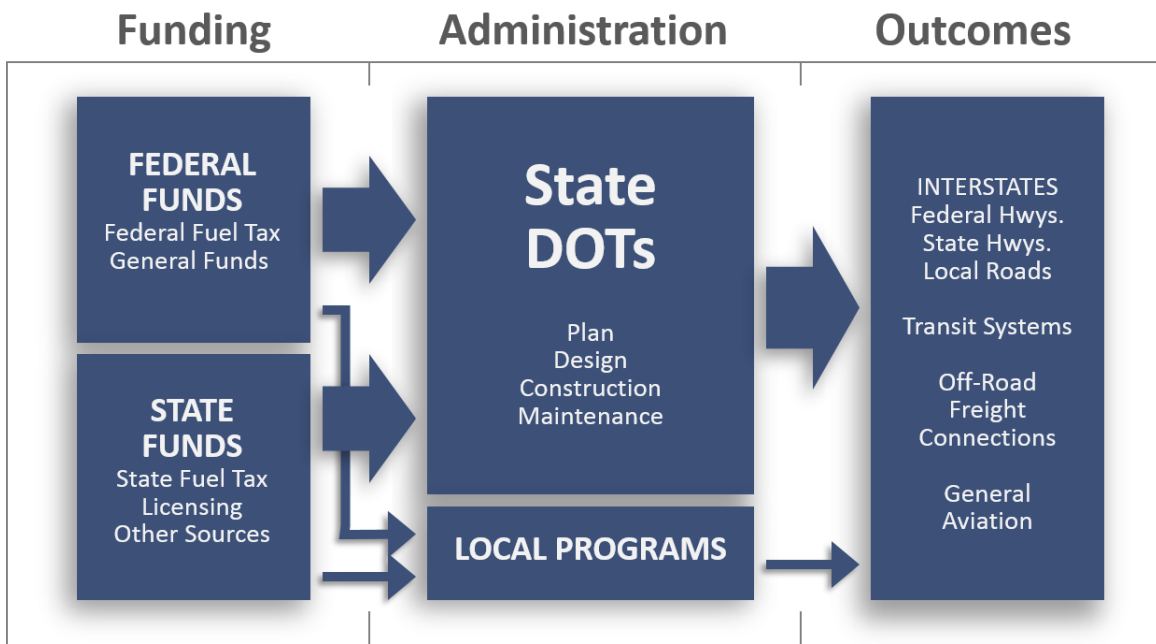 Funding
Administration
Outcomes
FEDERAL
FUNDS
Federal Fuel Tax
General Funds
STATE
FUNDS
State Fuel Tax
Licensing
Other Sources
State
DOTs
Plan
Design
Construction
Maintenance
LOCAL PROGRAMS
INTERSTATES
Federal Hwys.
State Hwys.
Local Roads
Transit Systems
Off-Road
Freight
Connections
General
Aviation